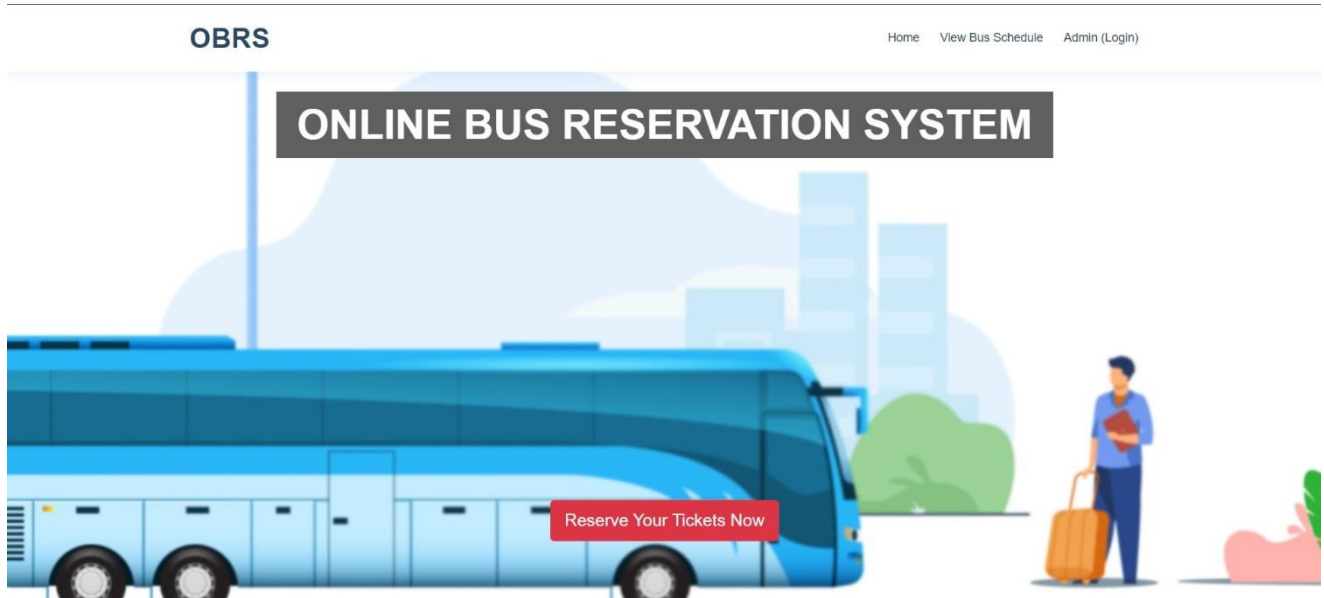 OBRS
Home View Bus Schedule Admin (Login)
ONLINE BUS RESERVATION SYSTEM
Reserve Your Tickets Now